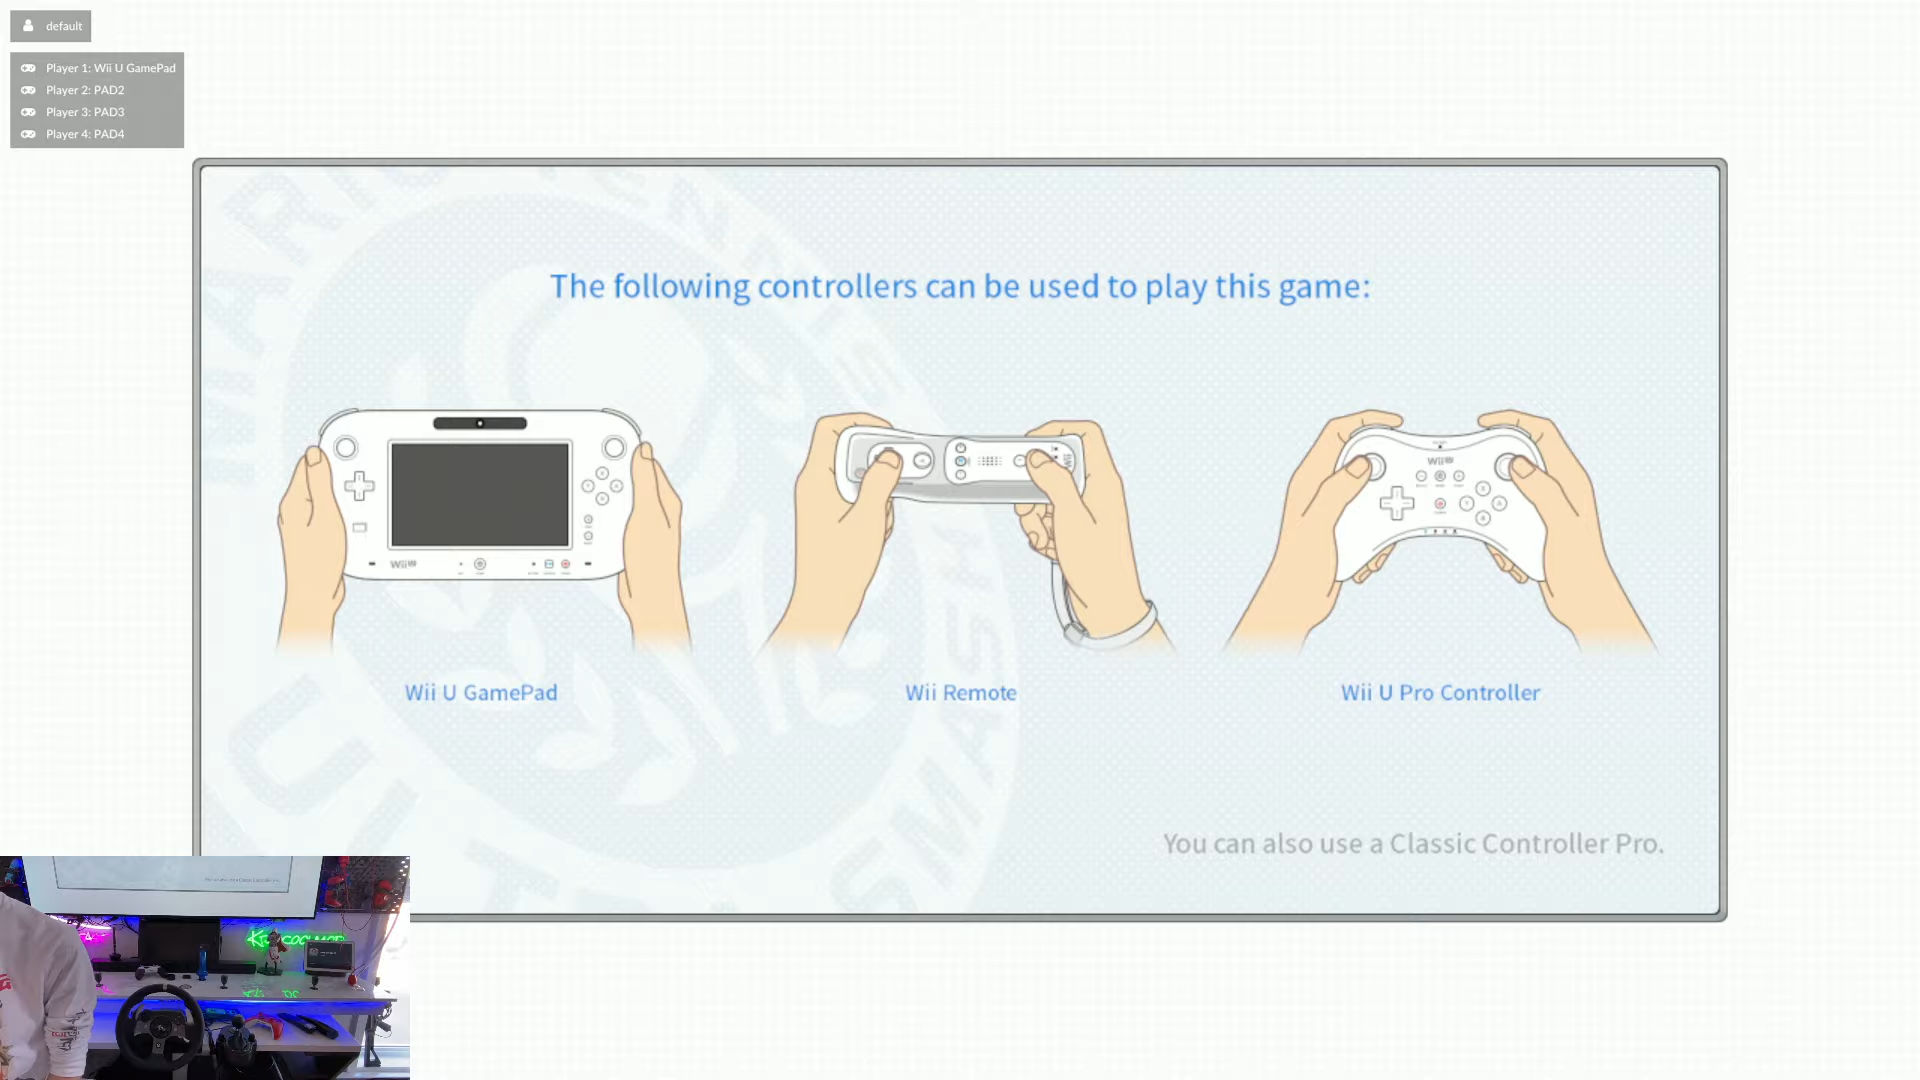 default
Player 1: Wii U GamePad
Player 2: PAD2
Player 3: PAD3
Player 4: PAD4
The following controllers can be used to play this game:
Wii U GamePad
Wii Remote
Wii U Pro Controller
You can also use a Classic Controller Pro.